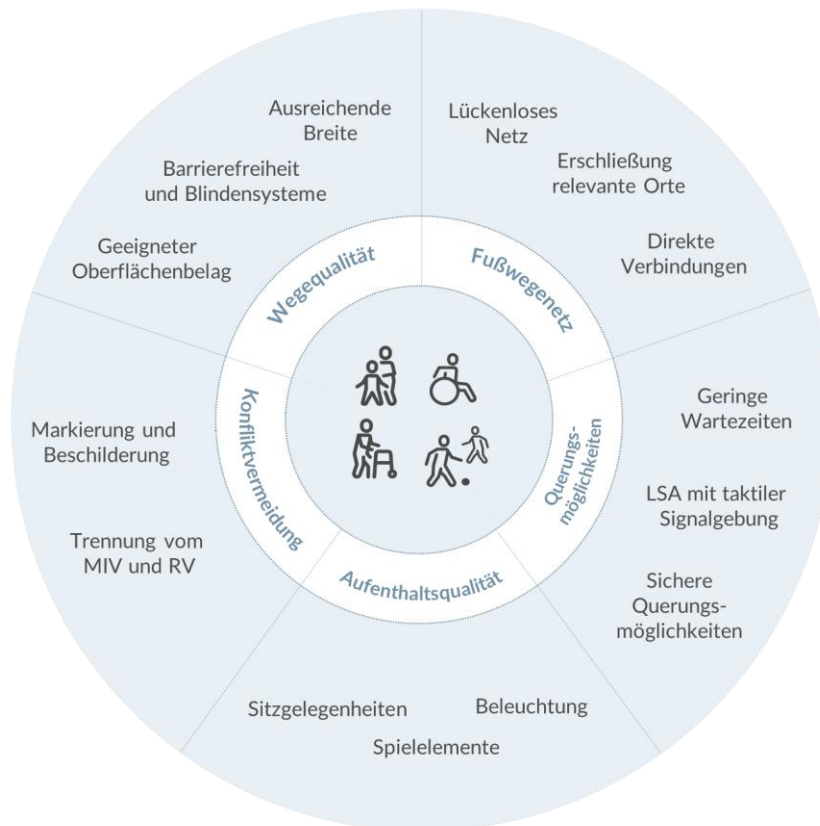 Ausreichende
Breite
Barrierefreiheit
und Blindensysteme
Geeigneter
Oberflächenbelag
Lückenloses
Netz
Erschließung
relevante Orte
Direkte
Verbindungen
Wegequalität
Fußwegenetz
Konfliktvermeidung
Querungs-
möglichkeiten
Aufenthaltsqualität
Geringe
Wartezeiten
LSA mit taktiler
Signalgebung
Sichere
Querungs-
möglichkeiten
Markierung und
Beschilderung
Trennung vom
MIV und RV
Sitzgelegenheiten
Beleuchtung
Spielelemente